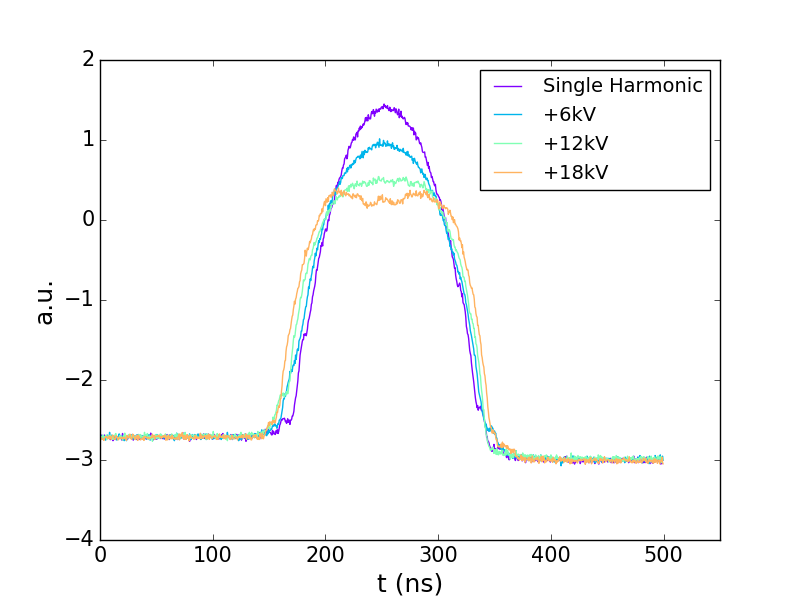 2
1
0
−1
−2
−3
−4
a.u.
0 100 200 300 400 500
t (ns)
Single Harmonic
+6kV
+12kV
+18kV